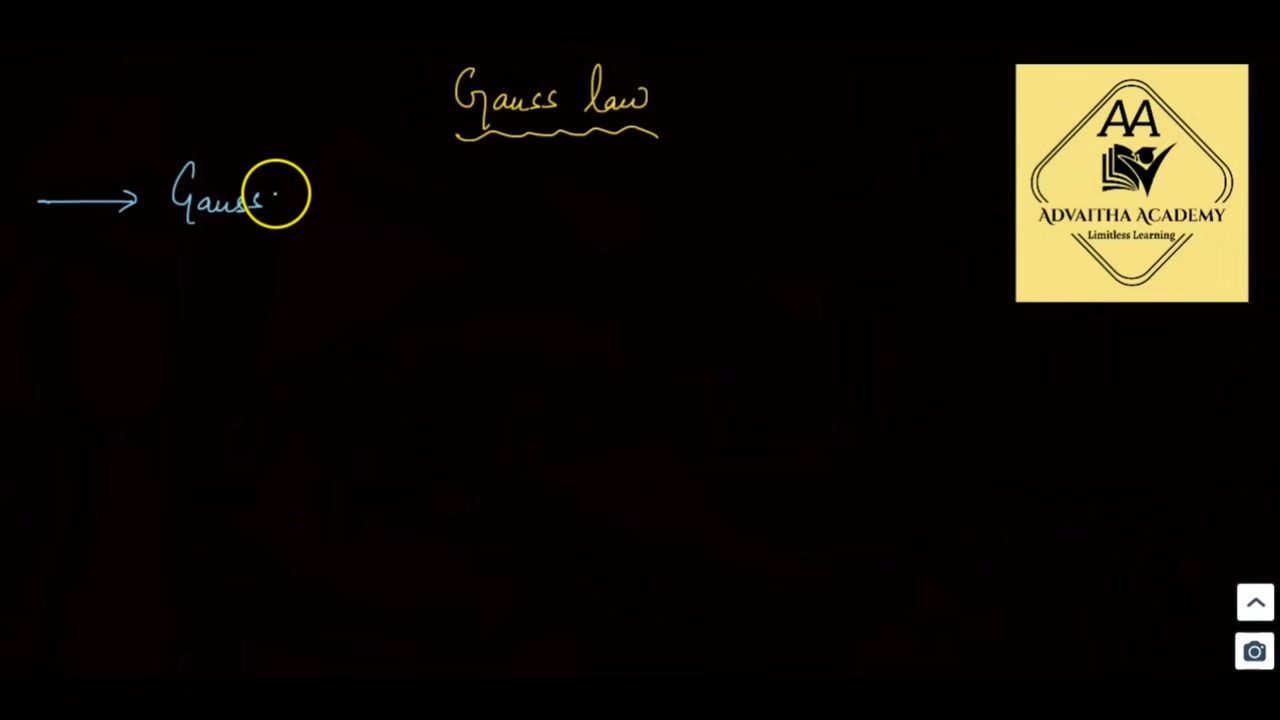 Gauss law
Gauss
AA
ADVAITHA ACADEMY
Limitless Learning